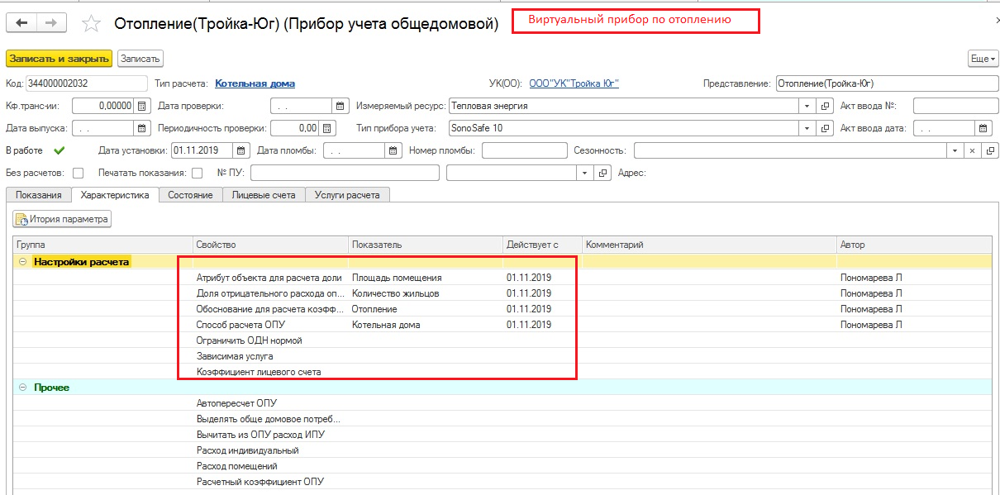 Отопление(Тройка-Юг) (Прибор учета общедомовой)
Виртуальный прибор по отоплению
Записать и закрыть Записать Еще
Код: 344000002032 Тип расчета: Котельная дома УК(ОО): ООО"УК"Тройка Юг" Представление: Отопление(Тройка-Юг)
Кф.транс-ии: 0,00000 Дата проверки: . . Измеряемый ресурс: Тепловая энергия Акт ввода №:
Дата выпуска: . . Периодичность проверки: 0,00 Тип прибора учета: SonoSafe 10 Акт ввода дата: . .
В работе Дата установки: 01.11.2019 Дата пломбы: . . Номер пломбы: Сезонность:
Без расчетов: Печатать показания: № ПУ: Адрес:
Показания Характеристика Состояние Лицевые счета Услуги расчета
Итория параметра
Группа Свойство Показатель Действует с Комментарий Автор
Настройки расчета
Атрибут объекта для расчета доли Площадь помещения 01.11.2019 Пономарева Л
Доля отрицательного расхода оп... Количество жильцов 01.11.2019 Пономарева Л
Обоснование для расчета коэфф... Отопление 01.11.2019 Пономарева Л
Способ расчета ОПУ Котельная дома 01.11.2019 Пономарева Л
Ограничить ОДН нормой
Зависимая услуга
Коэффициент лицевого счета
Прочее
Автопересчет ОПУ
Выделять обще домовое потреб...
Вычитать из ОПУ расход ИПУ
Расход индивидуальный
Расход помещений
Расчетный коэффициент ОПУ